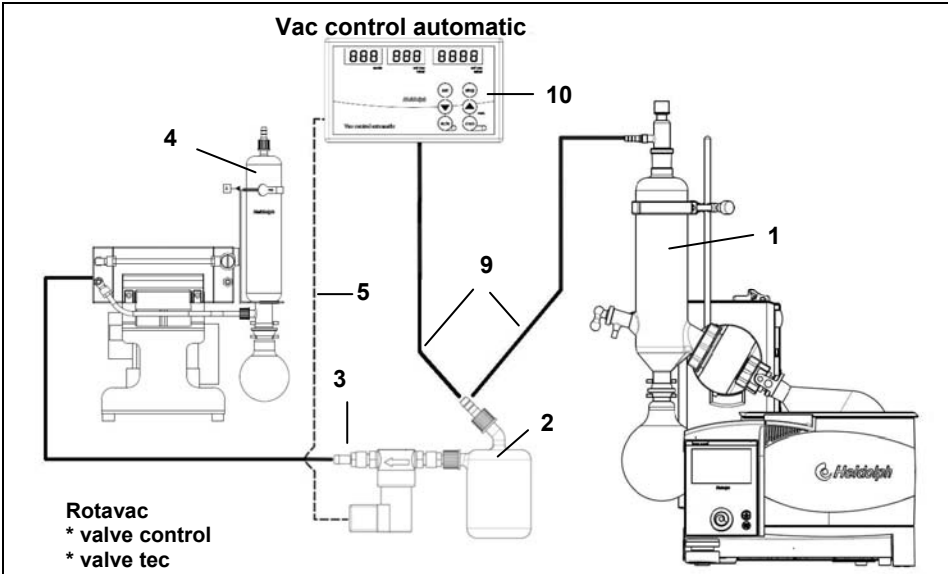 Vac control automatic
888 888 8888
10
Vac control automatic
4
1
9
5
3
2
Heidolph
Rotavac
* valve control
* valve tec